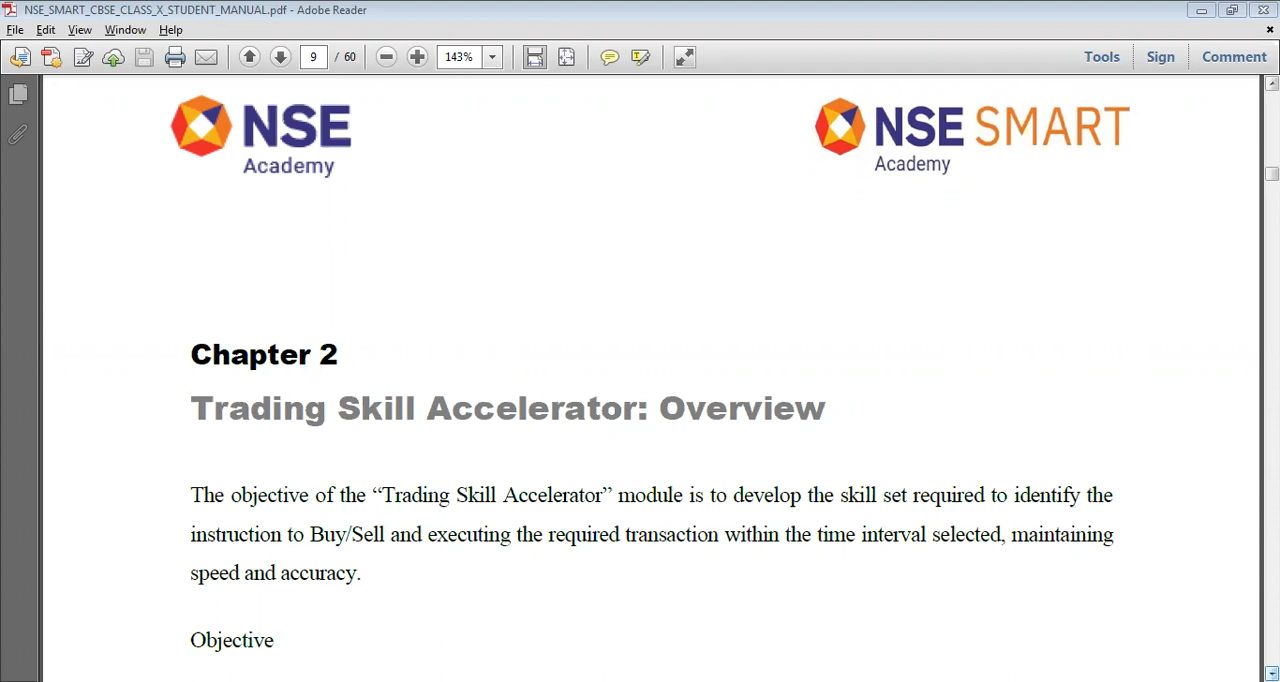 NSE_SMART_CBSE_CLASS_X_STUDENT_MANUAL.pdf - Adobe Reader
File Edit View Window Help
9 / 60 143% Tools Sign Comment
NSE Academy
NSE SMART Academy
Chapter 2
Trading Skill Accelerator: Overview
The objective of the “Trading Skill Accelerator” module is to develop the skill set required to identify the
instruction to Buy/Sell and executing the required transaction within the time interval selected, maintaining
speed and accuracy.
Objective